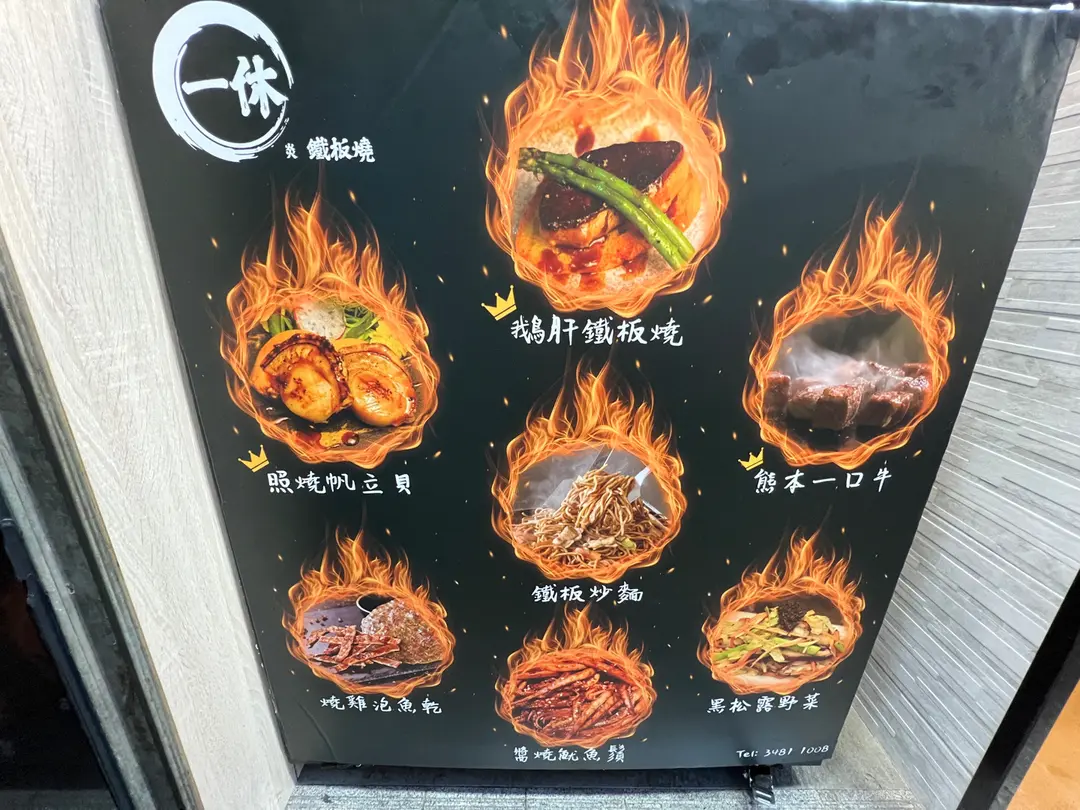 一休
炎 鐵板燒
鵝肝鐵板燒
照燒帆立貝
熊本一口牛
鐵板炒麵
燒雞泡魚乾
醬燒魷魚鬚
黑松露野菜
Tel: 3481 1008